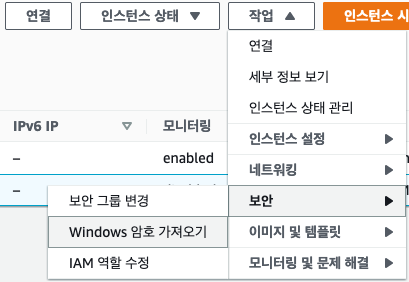 연결
인스턴스 상태 ▼
작업 ▲
인스턴스 시
연결
세부 정보 보기
인스턴스 상태 관리
IPv6 IP
모니터링
인스턴스 설정
–
enabled
네트워킹
–
보안
보안 그룹 변경
Windows 암호 가져오기
이미지 및 템플릿
IAM 역할 수정
모니터링 및 문제 해결